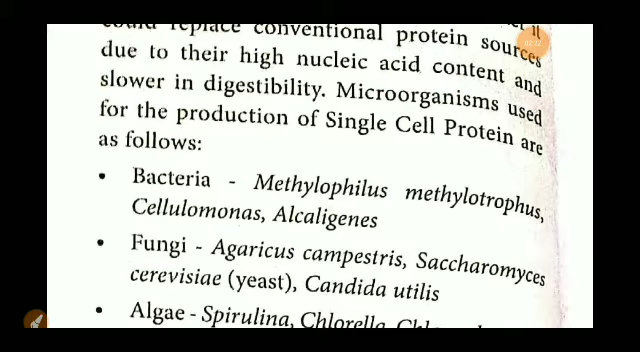 could replace conventional protein sources
due to their high nucleic acid content and
slower in digestibility. Microorganisms used
for the production of Single Cell Protein are
as follows:
• Bacteria - Methylophilus methylotrophus,
Cellulomonas, Alcaligenes
• Fungi - Agaricus campestris, Saccharomyces
cerevisiae (yeast), Candida utilis
• Algae - Spirulina, Chlorella,